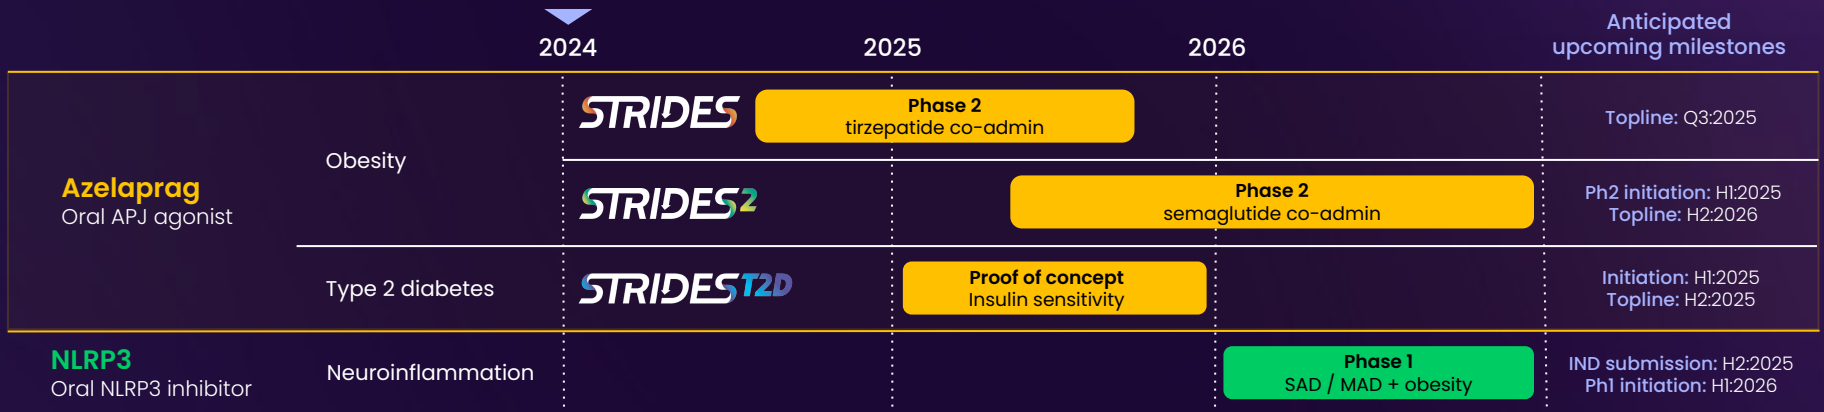 2024
2025
2026
Anticipated
upcoming milestones
Azelaprag
Oral APJ agonist
Obesity
STRIDES
Phase 2
tirzepatide co-admin
Topline: Q3:2025
STRIDES2
Phase 2
semaglutide co-admin
Ph2 initiation: H1:2025
Topline: H2:2026
Type 2 diabetes
STRIDES T2D
Proof of concept
Insulin sensitivity
Initiation: H1:2025
Topline: H2:2025
NLRP3
Oral NLRP3 inhibitor
Neuroinflammation
Phase 1
SAD / MAD + obesity
IND submission: H2:2025
Ph1 initiation: H1:2026